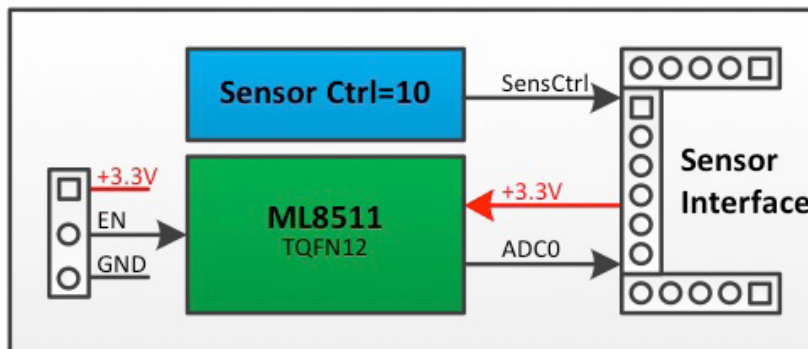 Sensor Ctrl=10
SensCtrl
+3.3V
EN
GND
ML8511
TQFN12
+3.3V
ADC0
Sensor
Interface